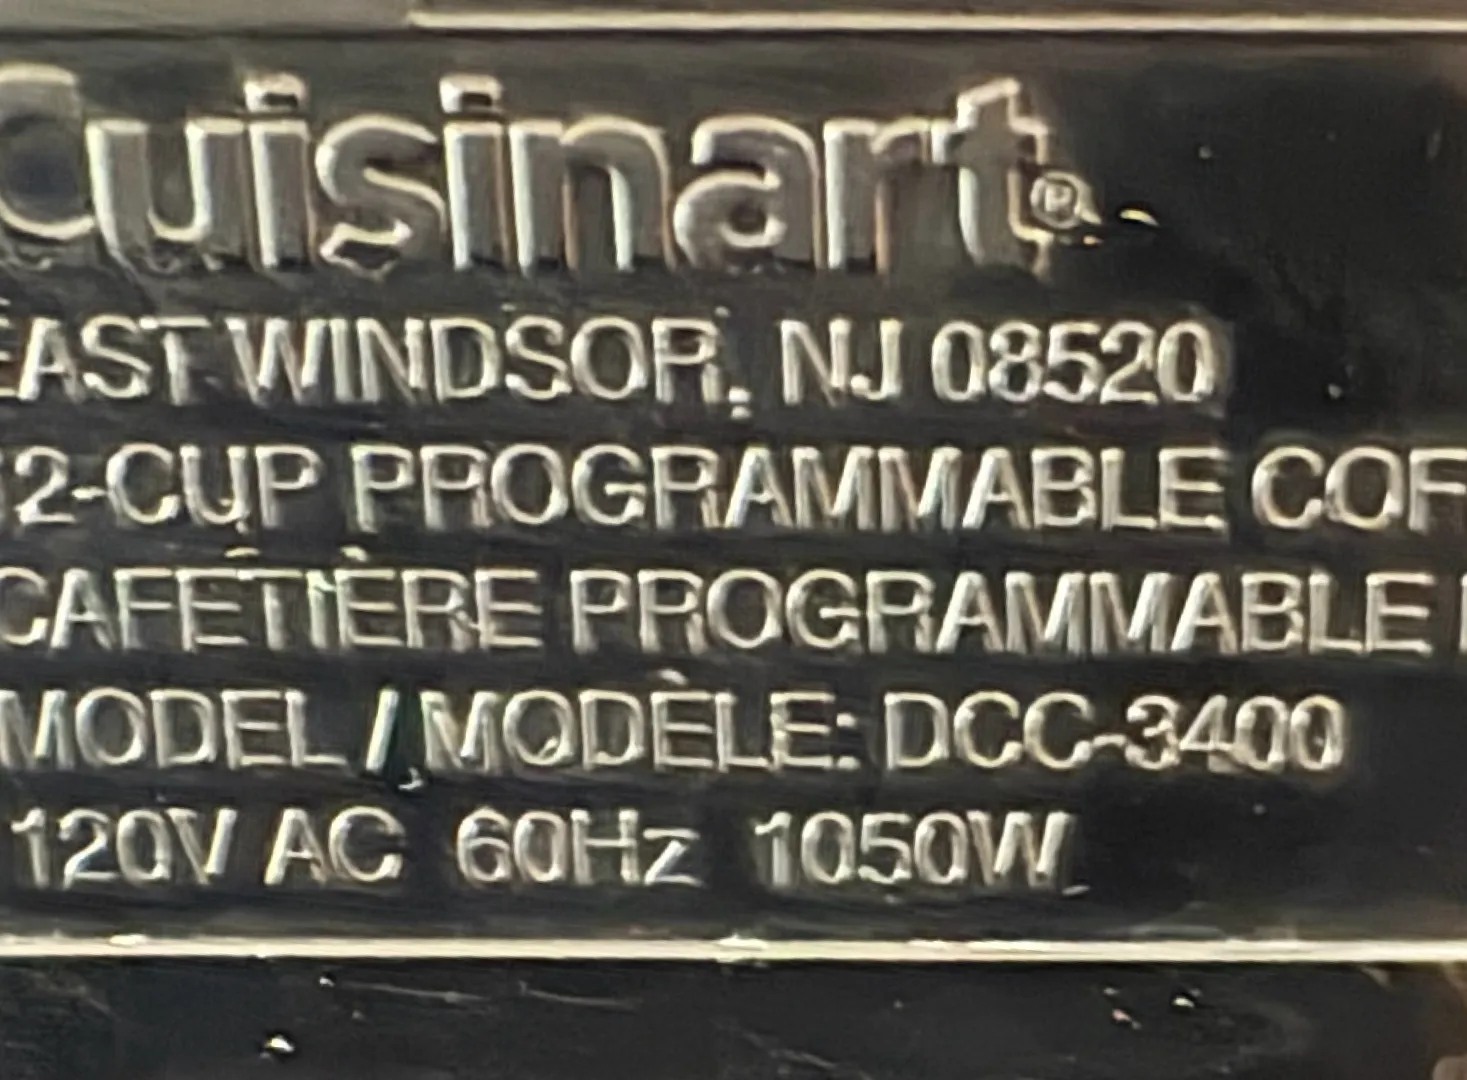 Cuisinart®
EAST WINDSOR, NJ 08520
12-CUP PROGRAMMABLE COF
CAFETIÈRE PROGRAMMABLE
MODEL / MODÈLE: DCC-3400
120V AC 60Hz 1050W